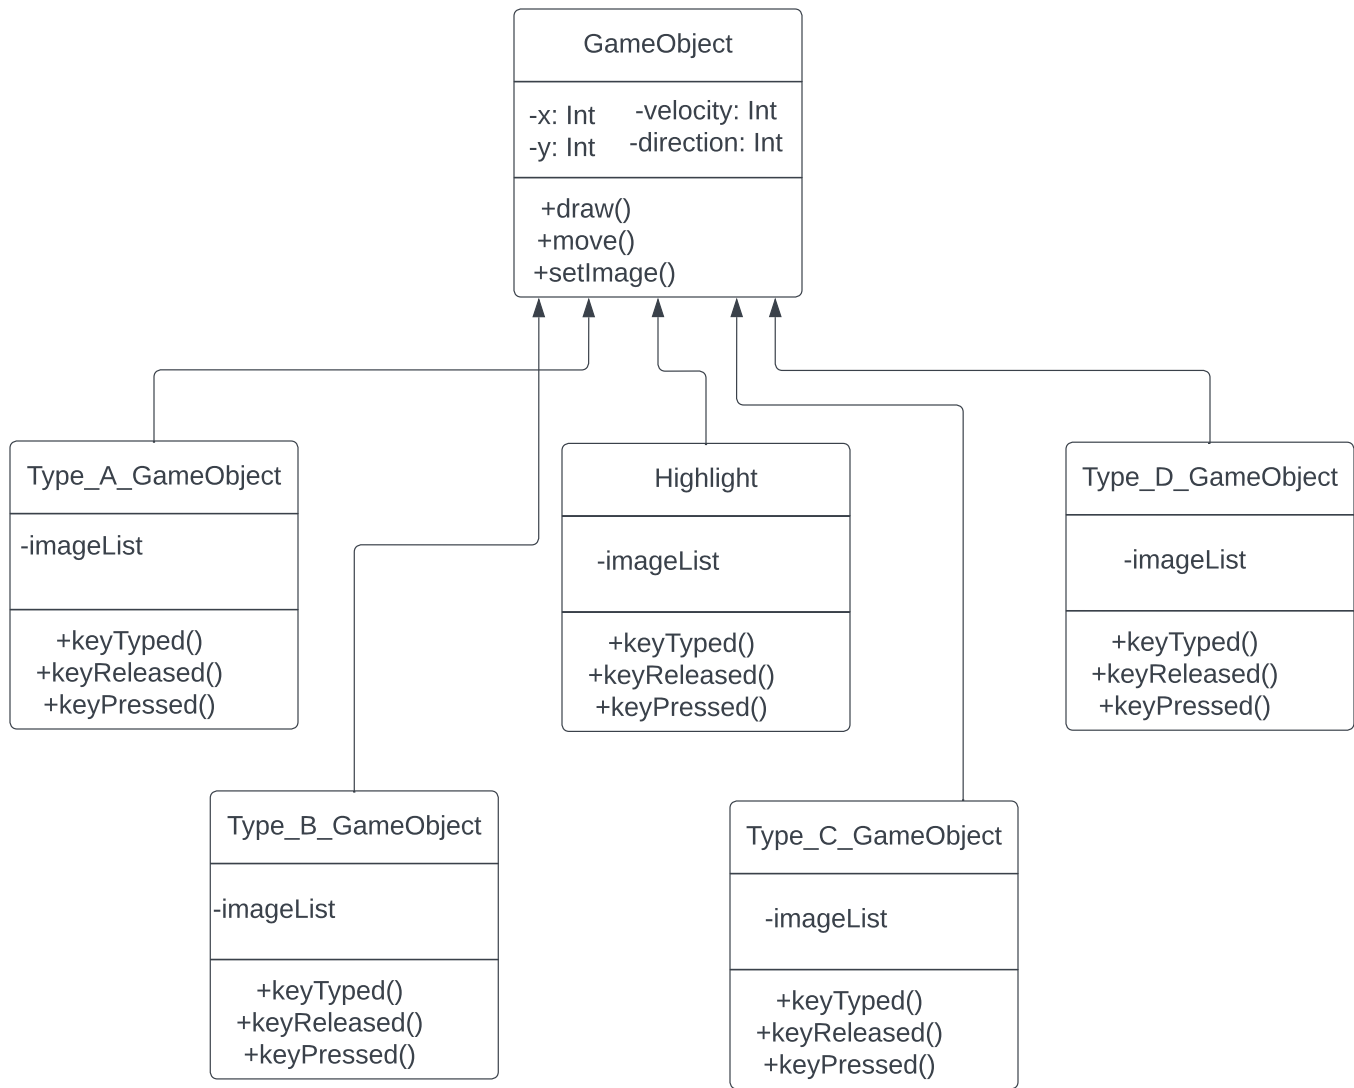 GameObject
-x: Int
-y: Int
-velocity: Int
-direction: Int
+draw()
+move()
+setImage()
Type_A_GameObject
-imageList
+keyTyped()
+keyReleased()
+keyPressed()
Highlight
-imageList
+keyTyped()
+keyReleased()
+keyPressed()
Type_D_GameObject
-imageList
+keyTyped()
+keyReleased()
+keyPressed()
Type_B_GameObject
-imageList
+keyTyped()
+keyReleased()
+keyPressed()
Type_C_GameObject
-imageList
+keyTyped()
+keyReleased()
+keyPressed()